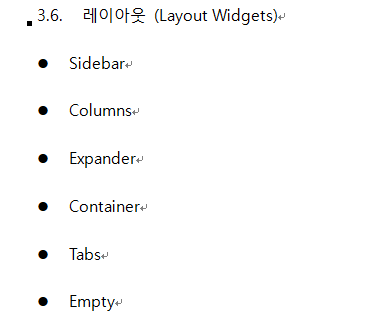 3.6. 레이아웃 (Layout Widgets)
● Sidebar
● Columns
● Expander
● Container
● Tabs
● Empty